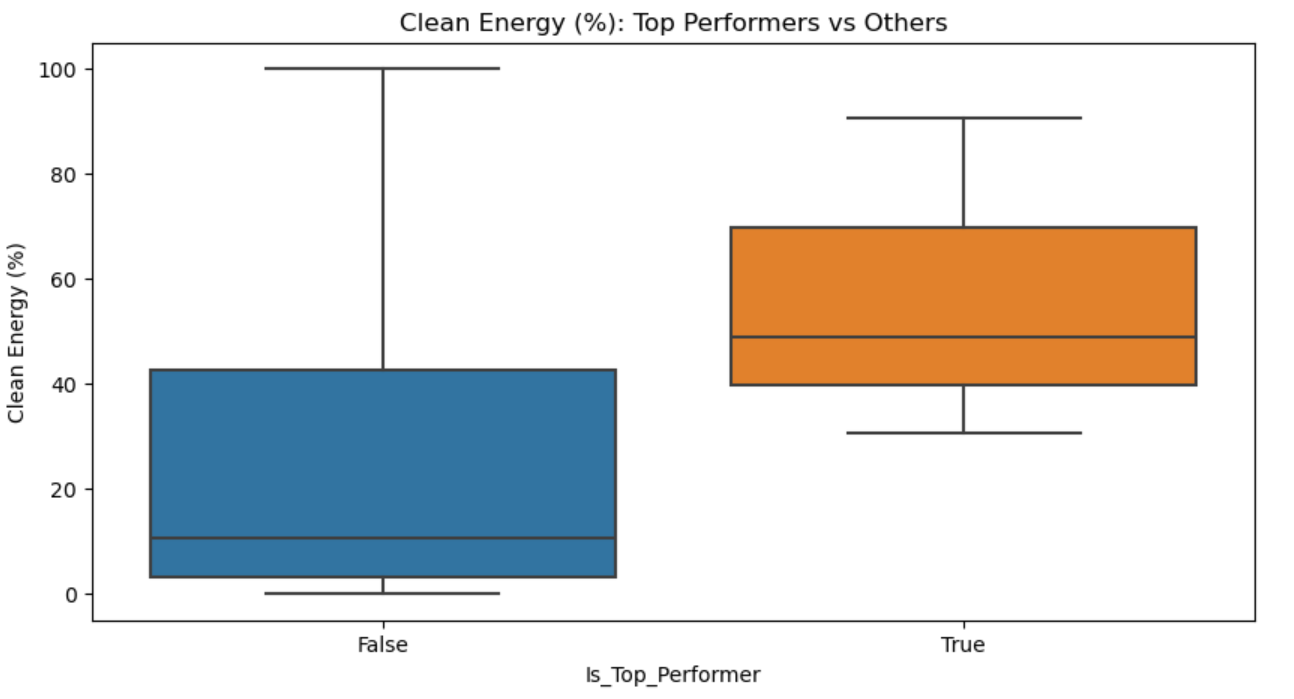 Clean Energy (%): Top Performers vs Others
Clean Energy (%)
100
80
60
40
20
0
False
True
Is_Top_Performer